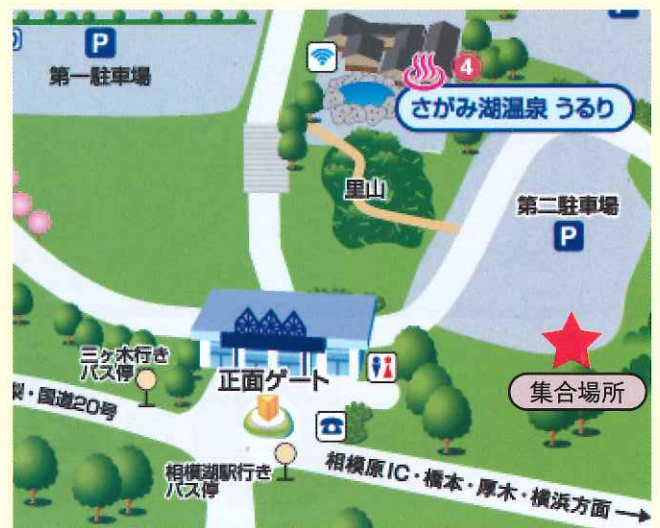 P
第一駐車場
4
さがみ湖温泉 うるり
里山
第二駐車場
P
三ヶ木行き
バス停
正面ゲート
集合場所
梨・国道20号
相模湖駅行き
バス停
相模原IC・橋本・厚木・横浜方面→